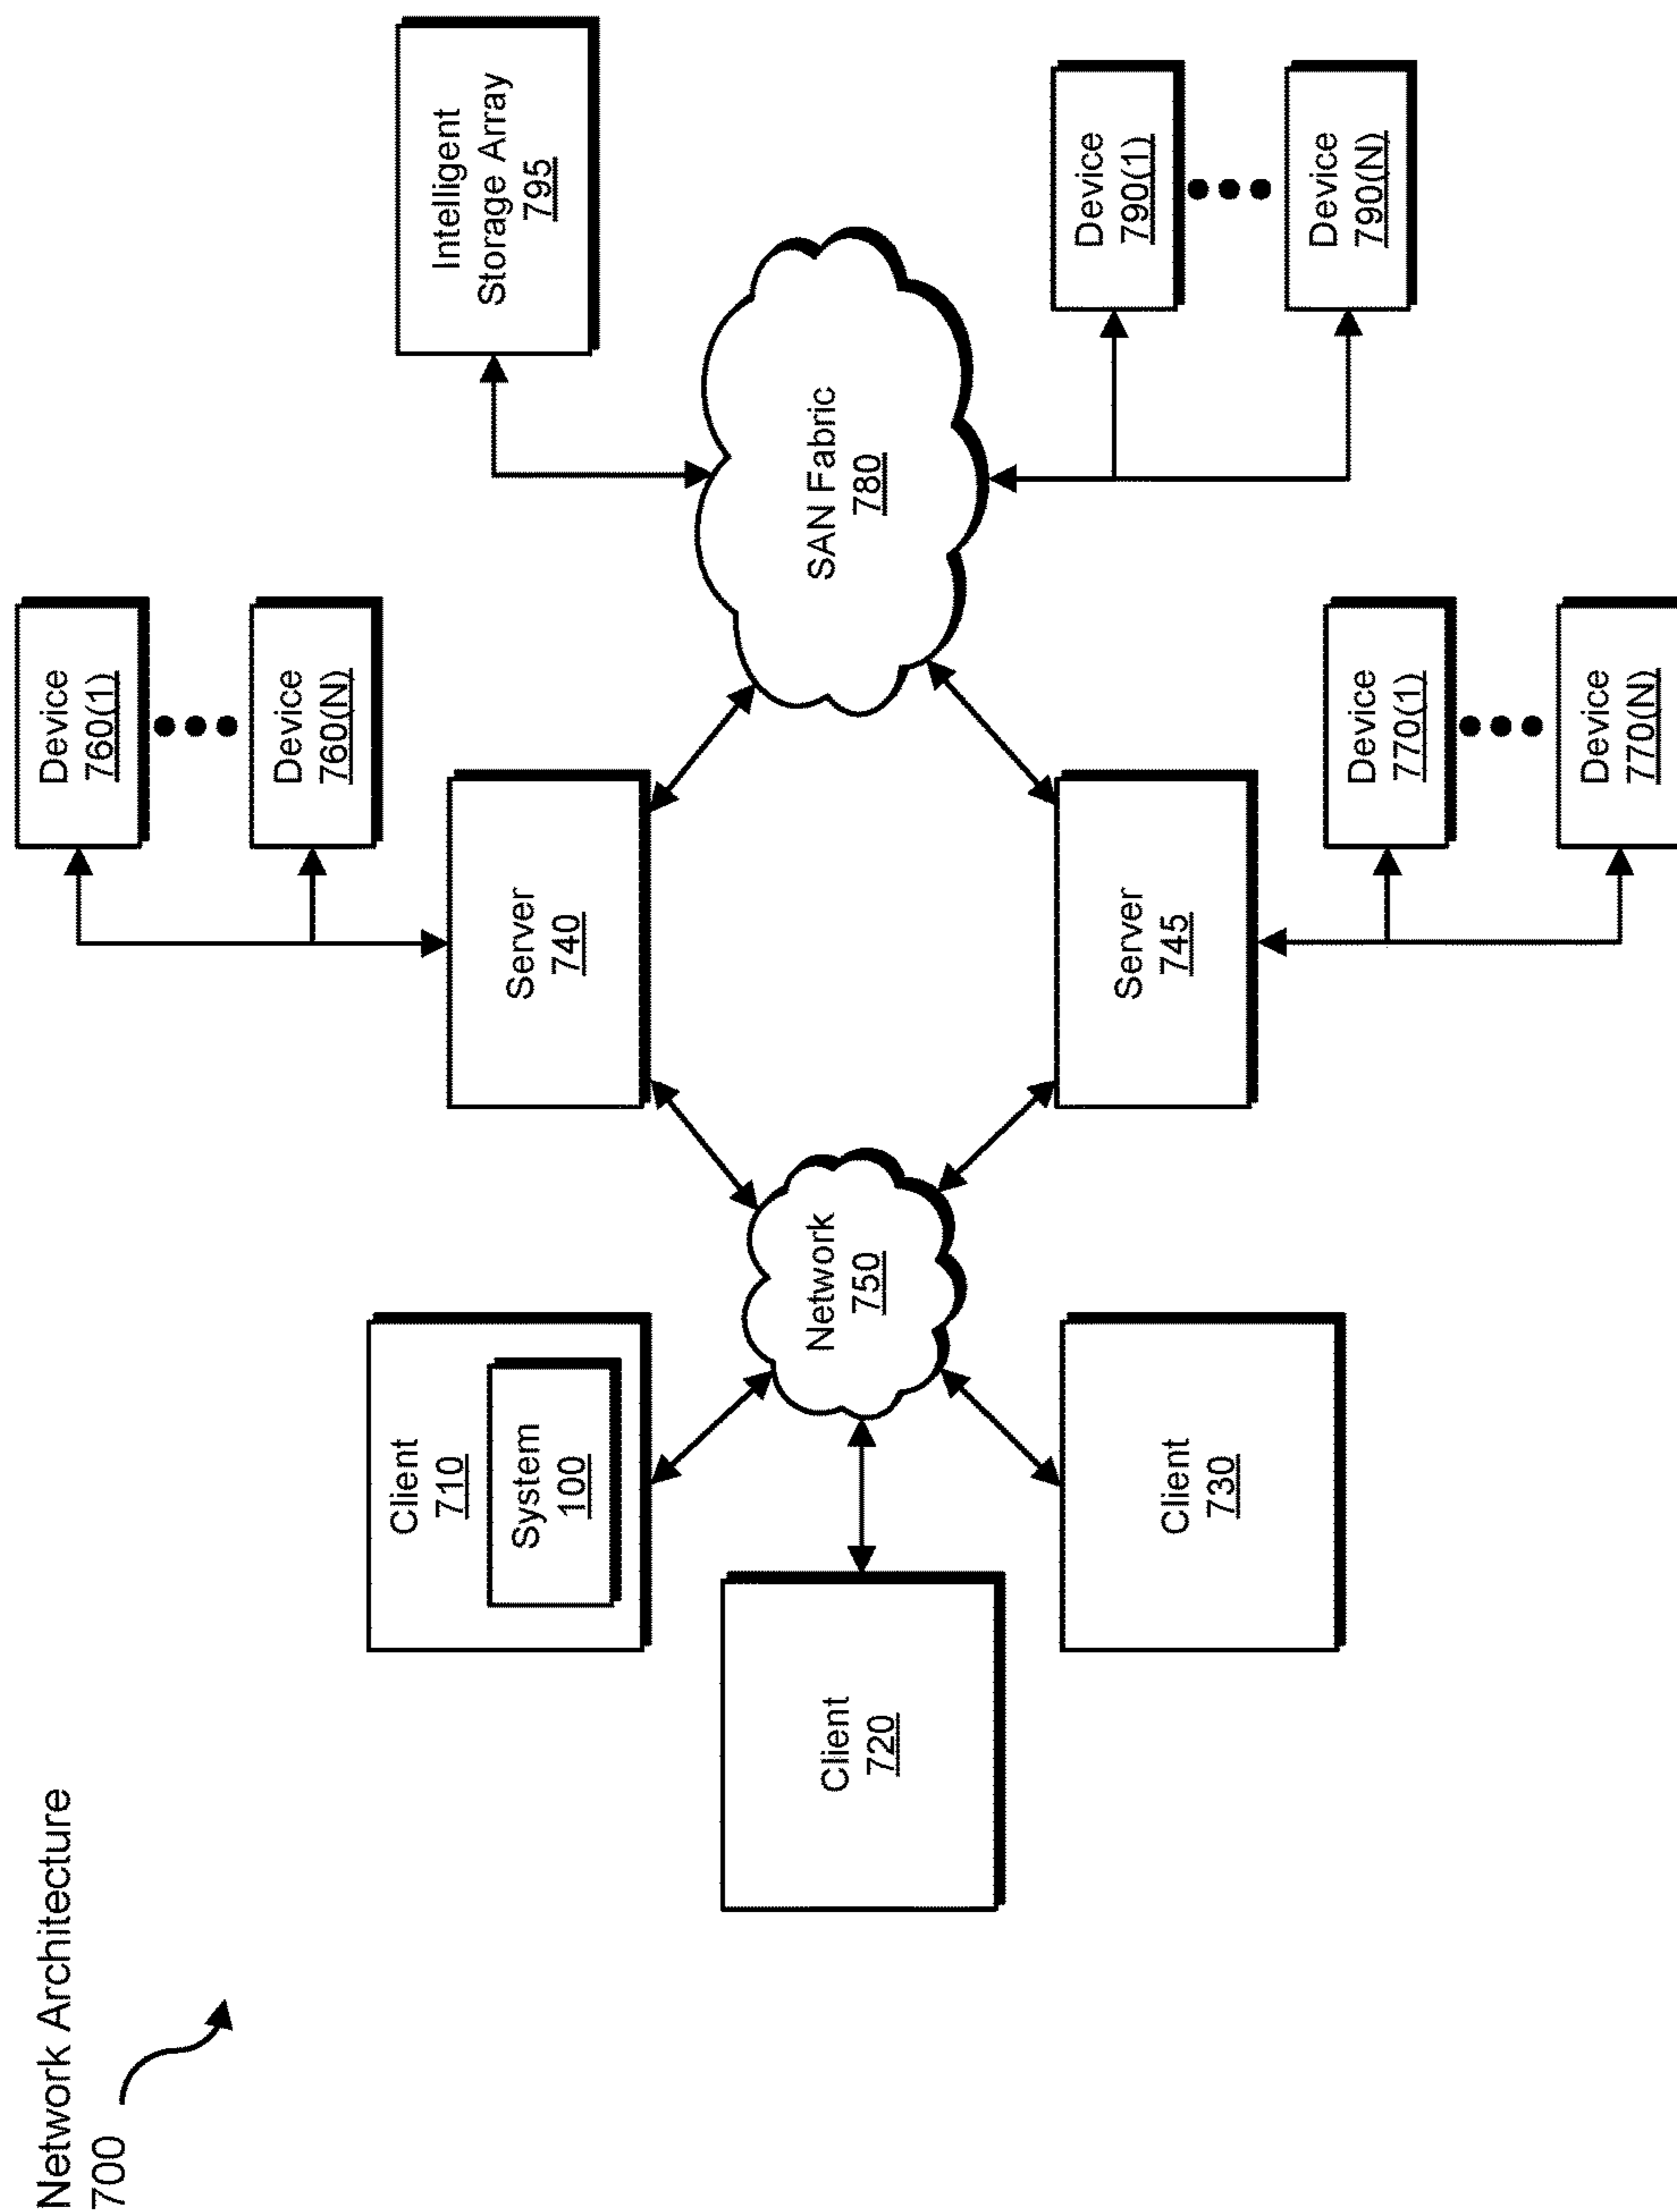 Network Architecture
700
Device
760(1)
Device
760(N)
Intelligent
Storage Array
795
Client
710
System
100
Server
740
Client
720
Network
750
SAN Fabric
780
Client
730
Server
745
Device
790(1)
Device
790(N)
Device
770(1)
Device
770(N)